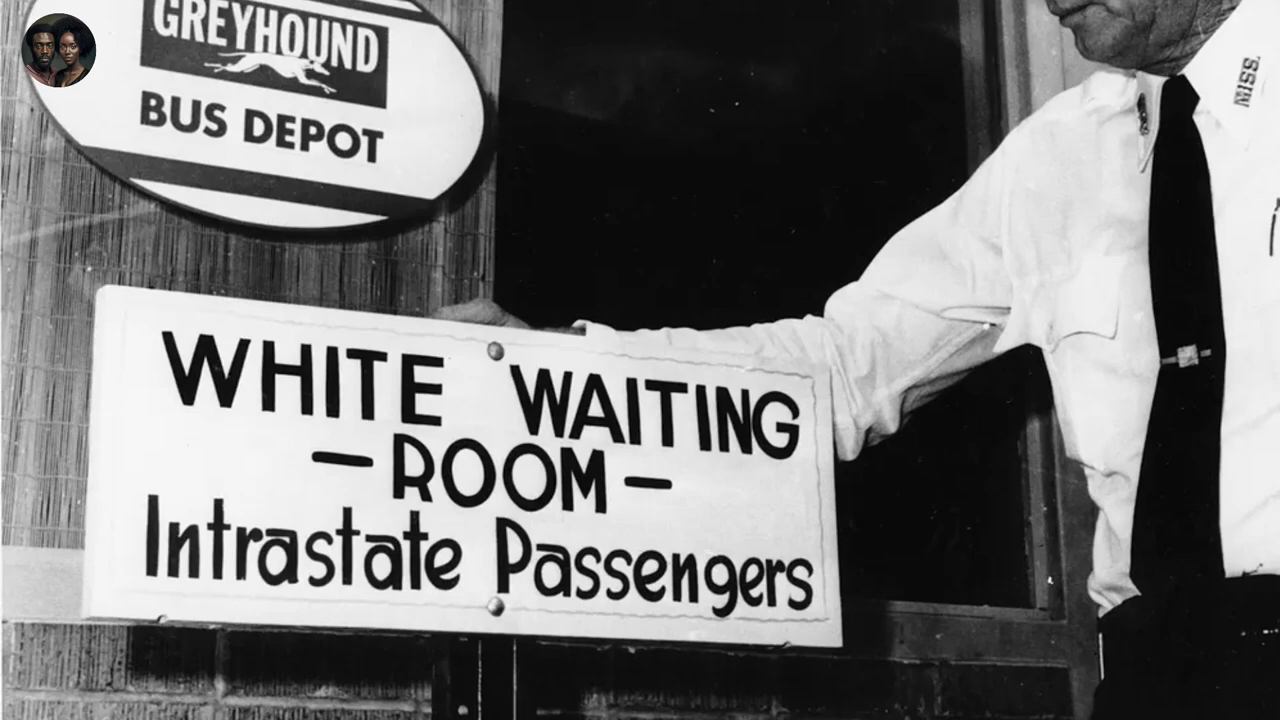 GREYHOUND
BUS DEPOT
WHITE WAITING
- ROOM -
Intrastate Passengers
MISS